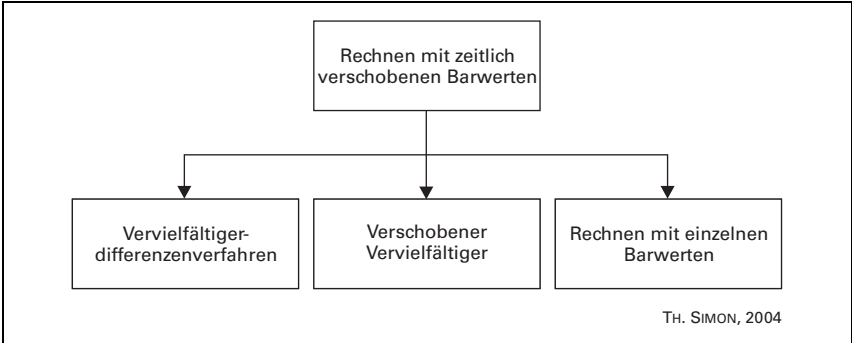 Rechnen mit zeitlich
verschobenen Barwerten
Vervielfältiger-
differenzenverfahren
Verschobener
Vervielfältiger
Rechnen mit einzelnen
Barwerten
TH. SIMON, 2004